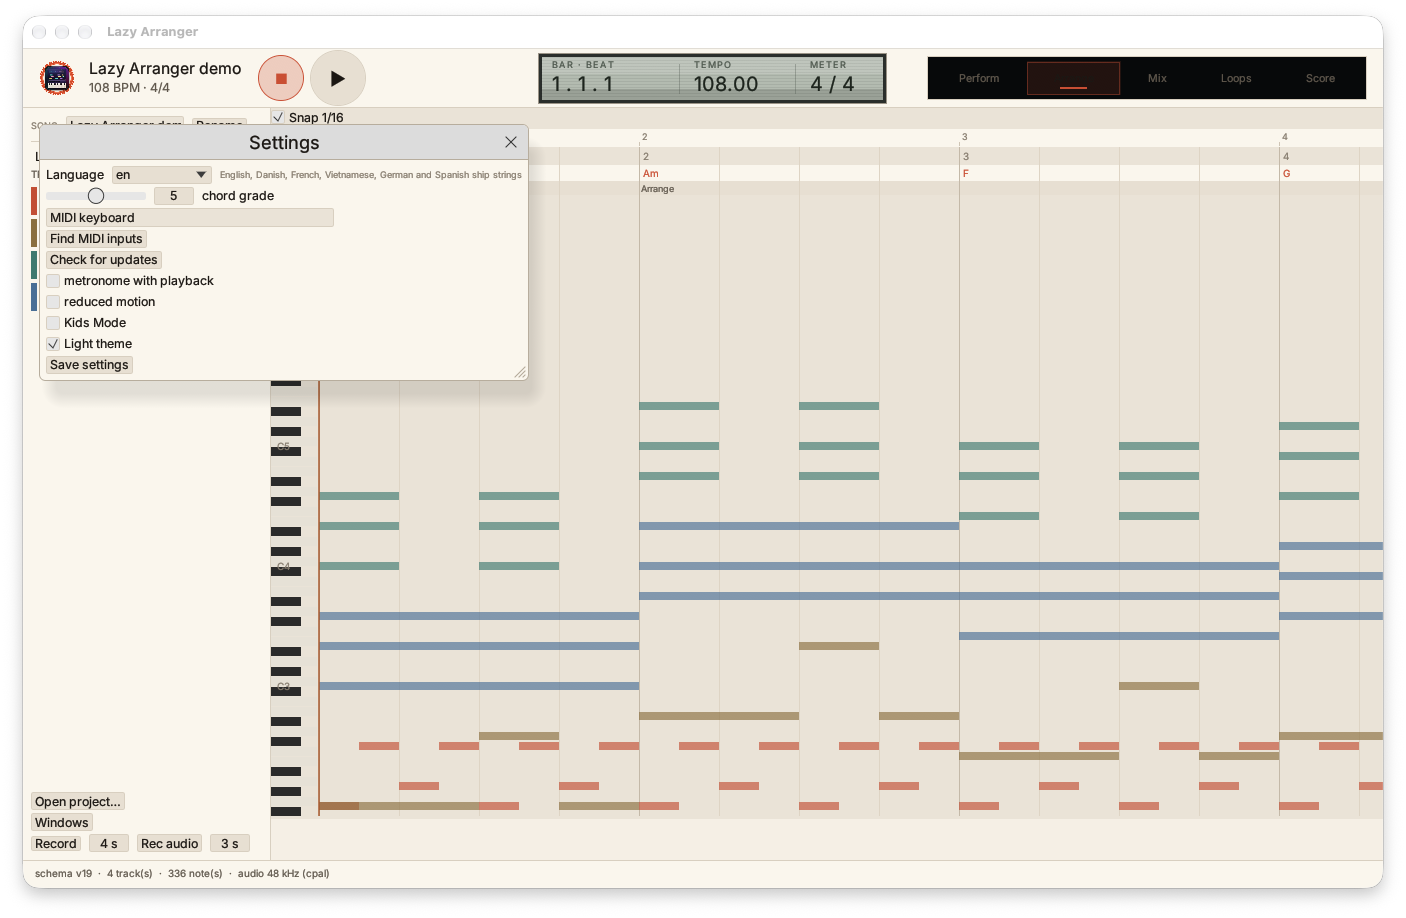 Lazy Arranger
Lazy Arranger demo
108 BPM · 4/4
BAR · BEAT
1 . 1 . 1
TEMPO
108.00
METER
4 / 4
Perform
Mix
Loops
Score
Snap 1/16
Settings
Language en English, Danish, French, Vietnamese, German and Spanish ship strings
5 chord grade
MIDI keyboard
Find MIDI inputs
Check for updates
metronome with playback
reduced motion
Kids Mode
Light theme
Save settings
2 3 4
2 3 4
Am F G
Arrange
C5
C4
C3
Open project...
Windows
Record 4 s Rec audio 3 s
schema v19 · 4 track(s) · 336 note(s) · audio 48 kHz (cpal)